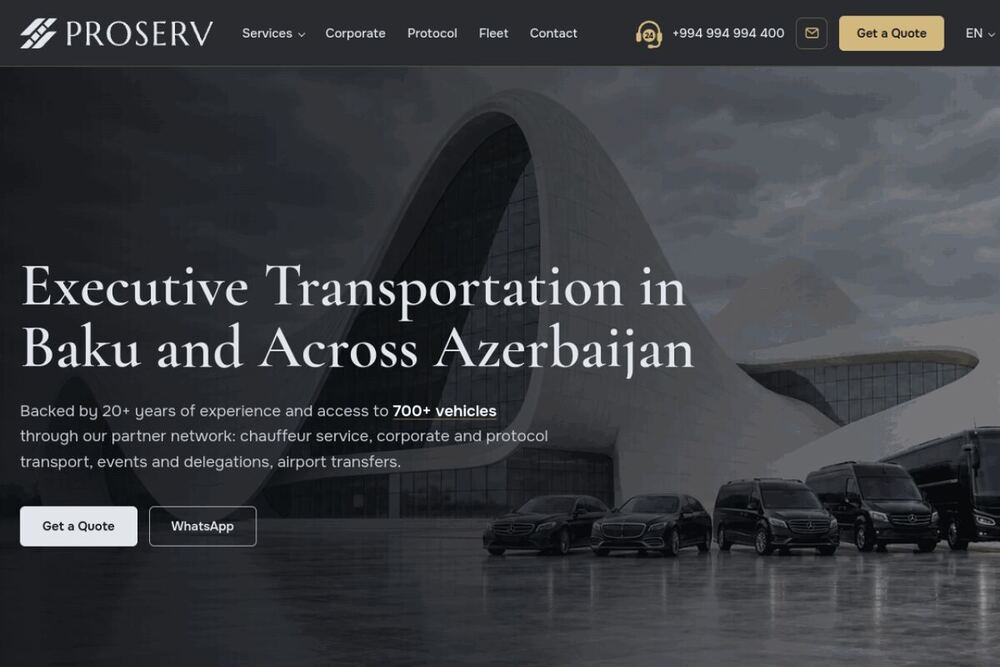 PROSERV
Services
Corporate
Protocol
Fleet
Contact
24
+994 994 994 400
Get a Quote
EN
Executive Transportation in
Baku and Across Azerbaijan
Backed by 20+ years of experience and access to 700+ vehicles
through our partner network: chauffeur service, corporate and protocol
transport, events and delegations, airport transfers.
Get a Quote
WhatsApp